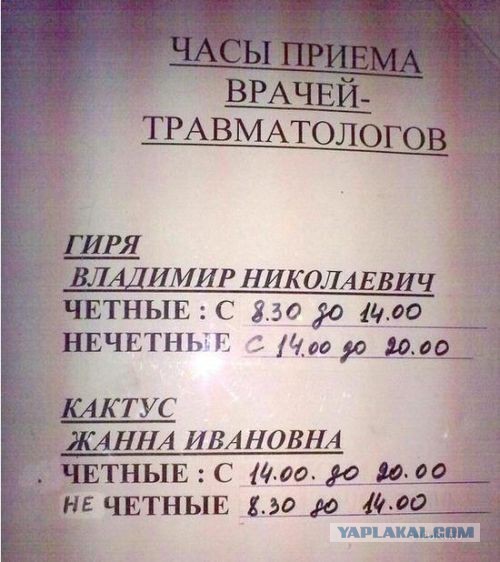 ЧАСЫ ПРИЕМА
ВРАЧЕЙ-
ТРАВМАТОЛОГОВ
ГИРЯ
ВЛАДИМИР НИКОЛАЕВИЧ
ЧЕТНЫЕ : С 8.30 до 14.00
НЕЧЕТНЫЕ С 14.00 до 20.00
КАКТУС
ЖАННА ИВАНОВНА
ЧЕТНЫЕ : С 14.00. до 20.00
НЕ ЧЕТНЫЕ 8.30 до 14.00
YAPLAKAL.COM